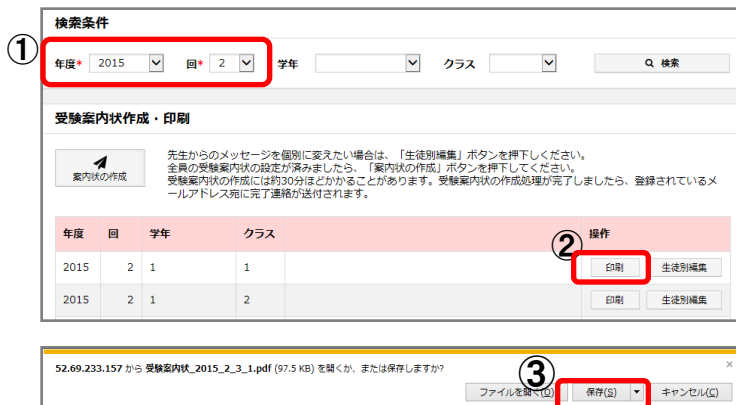 検索条件
①
年度* 2015 回* 2 学年 クラス 検索
受験案内状作成・印刷
案内状の作成
先生からのメッセージを個別に変えたい場合は、「生徒別編集」ボタンを押下しください。
全員の受験案内状の設定が済みましたら、「案内状の作成」ボタンを押下してください。
受験案内状の作成には約30分ほどかかることがあります。受験案内状の作成処理が完了しましたら、登録されているメ
ールアドレス宛に完了連絡が送付されます。
年度 回 学年 クラス 操作
②
2015 2 1 1 印刷 生徒別編集
2015 2 1 2 印刷 生徒別編集
52.69.233.157 から 受験案内状_2015_2_3_1.pdf (97.5 KB) を開くか、または保存しますか? ×
③
ファイルを開く(O) 保存(S) ▼ キャンセル(C)